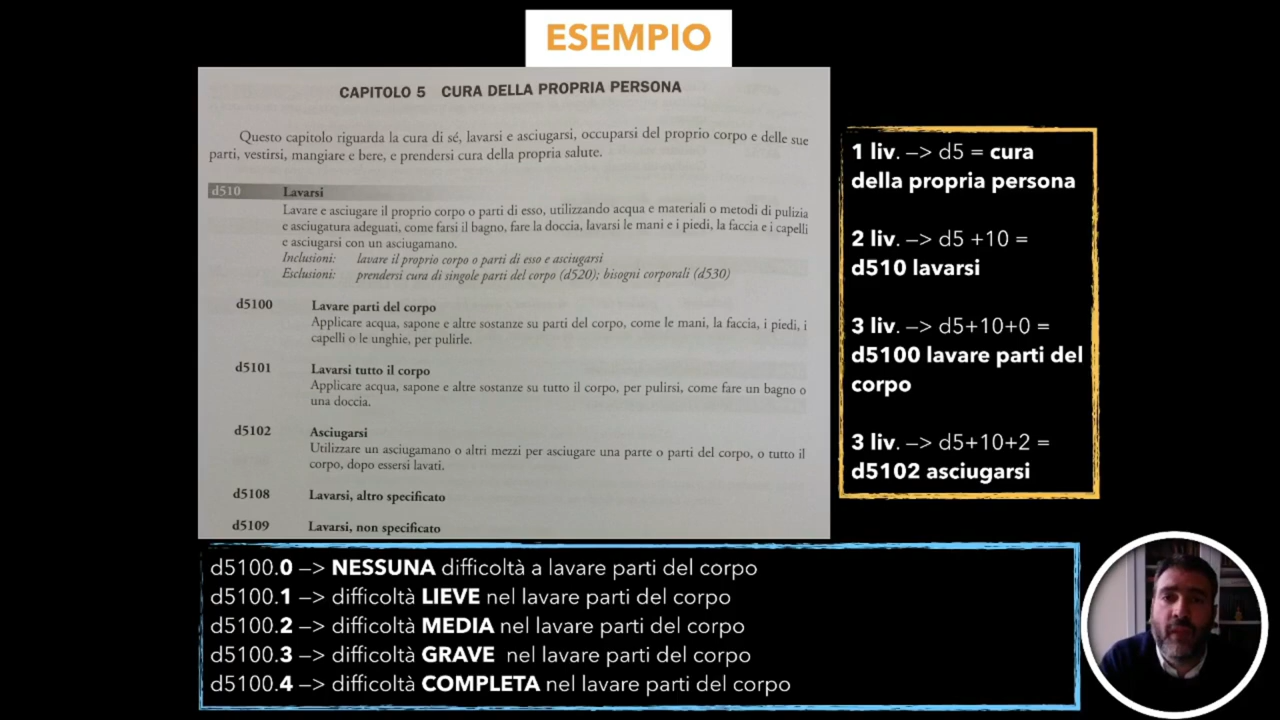 ESEMPIO
CAPITOLO 5 CURA DELLA PROPRIA PERSONA
Questo capitolo riguarda la cura di sé, lavarsi e asciugarsi, occuparsi del proprio corpo e delle sue
parti, vestirsi, mangiare e bere, e prendersi cura della propria salute.
d510 Lavarsi
Lavare e asciugare il proprio corpo o parti di esso, utilizzando acqua e materiali o metodi di pulizia
e asciugatura adeguati, come farsi il bagno, fare la doccia, lavarsi le mani e i piedi, la faccia e i capelli
e asciugarsi con un asciugamano.
Inclusioni: lavare il proprio corpo o parti di esso e asciugarsi
Esclusioni: prendersi cura di singole parti del corpo (d520); bisogni corporali (d530)
d5100 Lavare parti del corpo
Applicare acqua, sapone e altre sostanze su parti del corpo, come le mani, la faccia, i piedi, i
capelli o le unghie, per pulirle.
d5101 Lavarsi tutto il corpo
Applicare acqua, sapone e altre sostanze su tutto il corpo, per pulirsi, come fare un bagno o
una doccia.
d5102 Asciugarsi
Utilizzare un asciugamano o altri mezzi per asciugare una parte o parti del corpo, o tutto il
corpo, dopo essersi lavati.
d5108 Lavarsi, altro specificato
d5109 Lavarsi, non specificato
1 liv. –> d5 = cura
della propria persona
2 liv. –> d5 +10 =
d510 lavarsi
3 liv. –> d5+10+0 =
d5100 lavare parti del
corpo
3 liv. –> d5+10+2 =
d5102 asciugarsi
d5100.0 –> NESSUNA difficoltà a lavare parti del corpo
d5100.1 –> difficoltà LIEVE nel lavare parti del corpo
d5100.2 –> difficoltà MEDIA nel lavare parti del corpo
d5100.3 –> difficoltà GRAVE nel lavare parti del corpo
d5100.4 –> difficoltà COMPLETA nel lavare parti del corpo